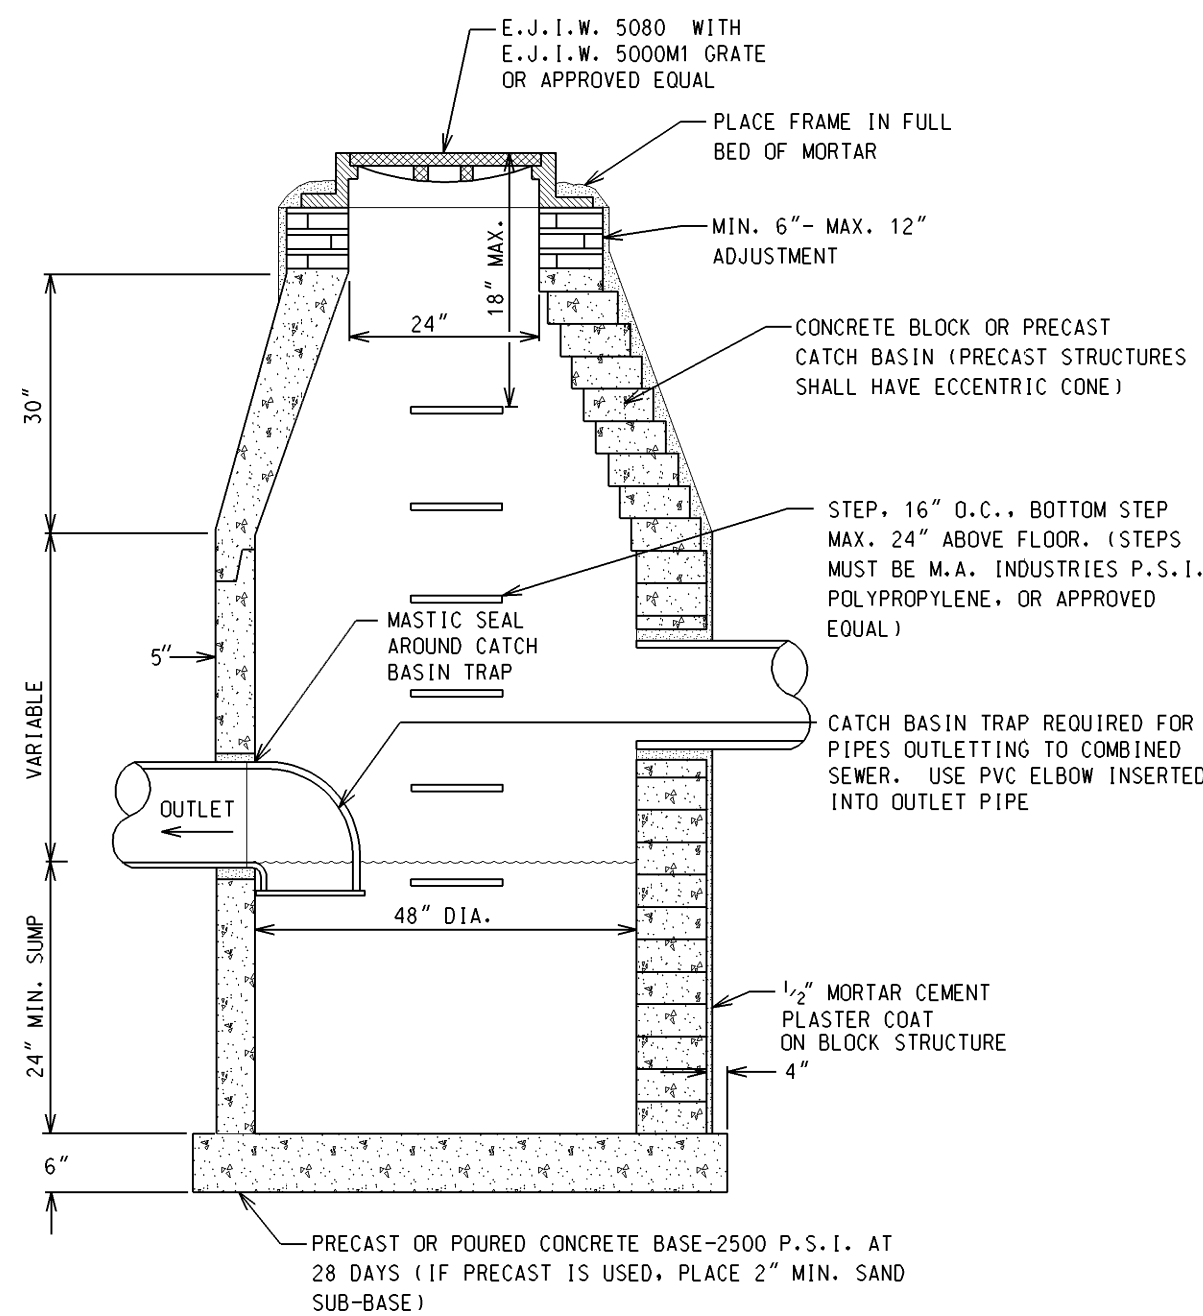 E.J.I.W. 5080 WITH
E.J.I.W. 5000M1 GRATE
OR APPROVED EQUAL
PLACE FRAME IN FULL
BED OF MORTAR
MIN. 6"- MAX. 12"
ADJUSTMENT
18" MAX.
24"
CONCRETE BLOCK OR PRECAST
CATCH BASIN (PRECAST STRUCTURES
SHALL HAVE ECCENTRIC CONE)
30"
STEP, 16" O.C., BOTTOM STEP
MAX. 24" ABOVE FLOOR. (STEPS
MUST BE M.A. INDUSTRIES P.S.I.
POLYPROPYLENE, OR APPROVED
EQUAL)
MASTIC SEAL
AROUND CATCH
BASIN TRAP
5"
VARIABLE
CATCH BASIN TRAP REQUIRED FOR
PIPES OUTLETTING TO COMBINED
SEWER. USE PVC ELBOW INSERTED
INTO OUTLET PIPE
OUTLET
48" DIA.
24" MIN. SUMP
1/2" MORTAR CEMENT
PLASTER COAT
ON BLOCK STRUCTURE
4"
6"
PRECAST OR POURED CONCRETE BASE-2500 P.S.I. AT
28 DAYS (IF PRECAST IS USED, PLACE 2" MIN. SAND
SUB-BASE)